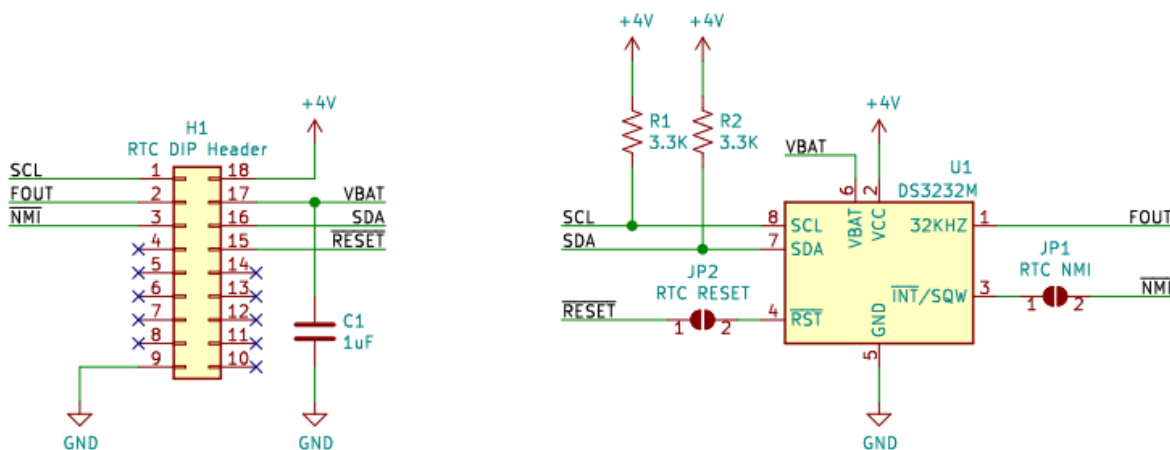 +4V
+4V
R1
3.3K
R2
3.3K
+4V
+4V
H1
RTC DIP Header
SCL
1
18
FOUT
2
17
VBAT
NMI
3
16
SDA
4
15
RESET
5
14
6
13
7
12
8
11
9
10
C1
1uF
GND
GND
VBAT
U1
DS3232M
6
2
SCL
8
SCL
VBAT
VCC
32KHZ
1
FOUT
SDA
7
SDA
JP2
RTC RESET
JP1
RTC NMI
RESET
1
2
4
RST
INT/SQW
3
1
2
NMI
GND
5
GND